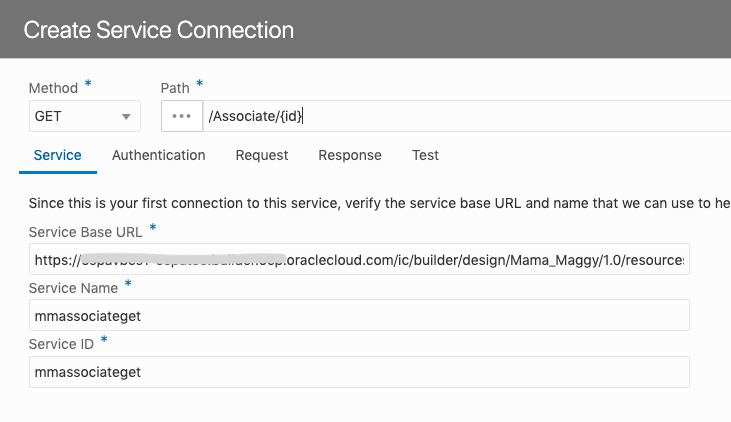 Create Service Connection
Method * Path *
GET ••• /Associate/{id}
Service Authentication Request Response Test
Since this is your first connection to this service, verify the service base URL and name that we can use to he
Service Base URL *
https:// .oraclecloud.com/ic/builder/design/Mama_Maggy/1.0/resources
Service Name *
mmassociateget
Service ID *
mmassociateget